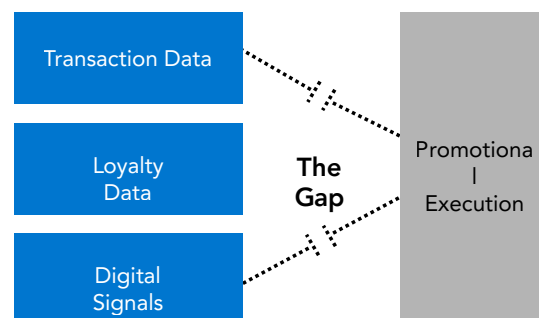 Transaction Data
Loyalty
Data
Digital
Signals
The
Gap
Promotiona
l
Execution